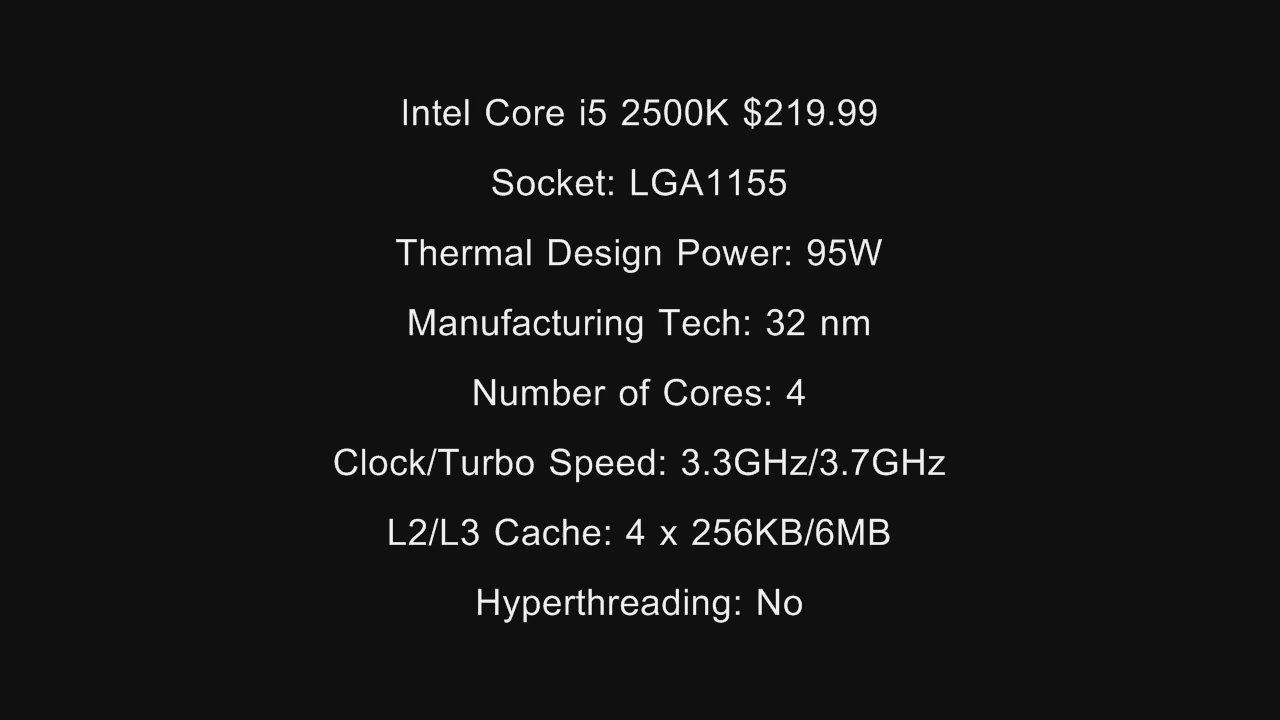 Intel Core i5 2500K $219.99
Socket: LGA1155
Thermal Design Power: 95W
Manufacturing Tech: 32 nm
Number of Cores: 4
Clock/Turbo Speed: 3.3GHz/3.7GHz
L2/L3 Cache: 4 x 256KB/6MB
Hyperthreading: No